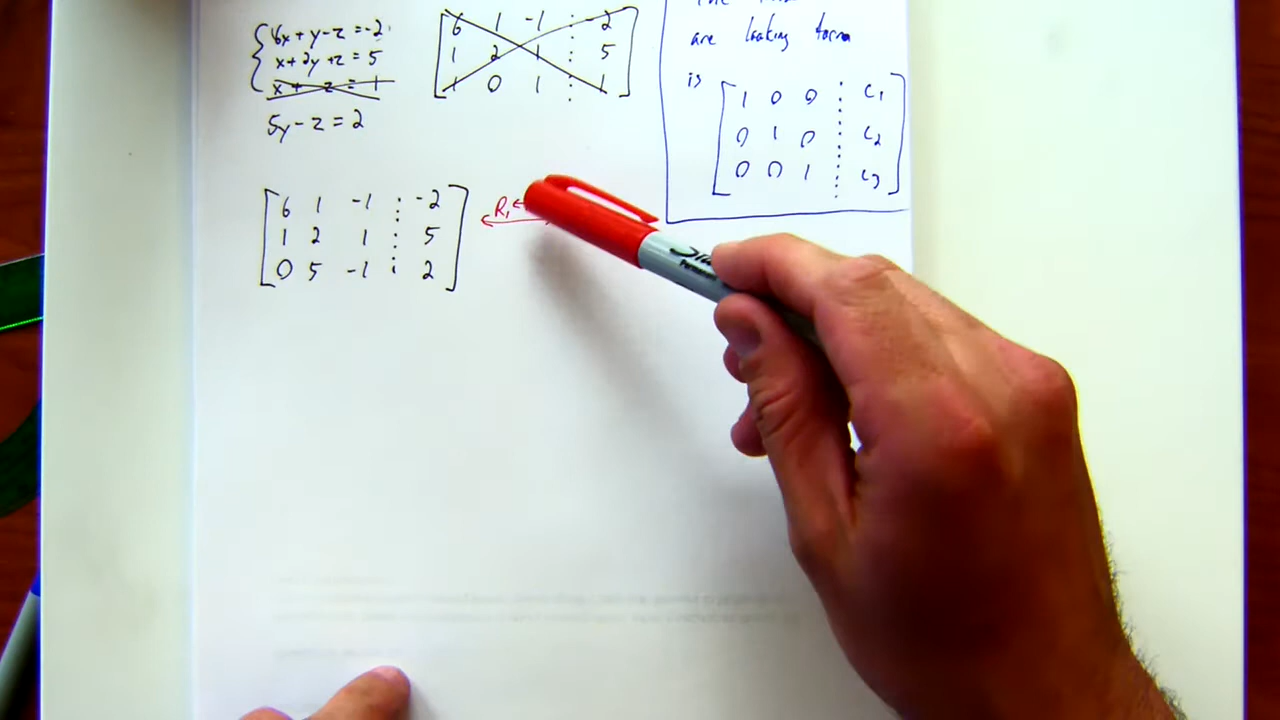 6x + y - z = -2
x + 2y + z = 5
x + z = 1
5y - z = 2
6 1 -1 : -2
1 2 1 : 5
1 0 1 : 1
are looking form
is
1 0 0 : c1
0 1 0 : c2
0 0 1 : c3
6 1 -1 : -2
1 2 1 : 5
0 5 -1 : 2
R1